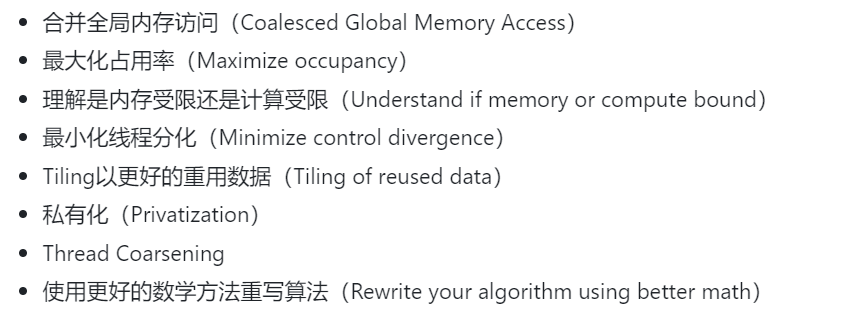 合并全局内存访问（Coalesced Global Memory Access）
最大化占用率（Maximize occupancy）
理解是内存受限还是计算受限（Understand if memory or compute bound）
最小化线程分化（Minimize control divergence）
Tiling以更好的重用数据（Tiling of reused data）
私有化（Privatization）
Thread Coarsening
使用更好的数学方法重写算法（Rewrite your algorithm using better math）